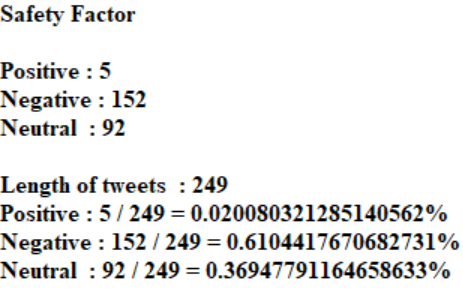 Safety Factor
Positive : 5
Negative : 152
Neutral : 92
Length of tweets : 249
Positive : 5 / 249 = 0.020080321285140562%
Negative : 152 / 249 = 0.6104417670682731%
Neutral : 92 / 249 = 0.36947791164658633%